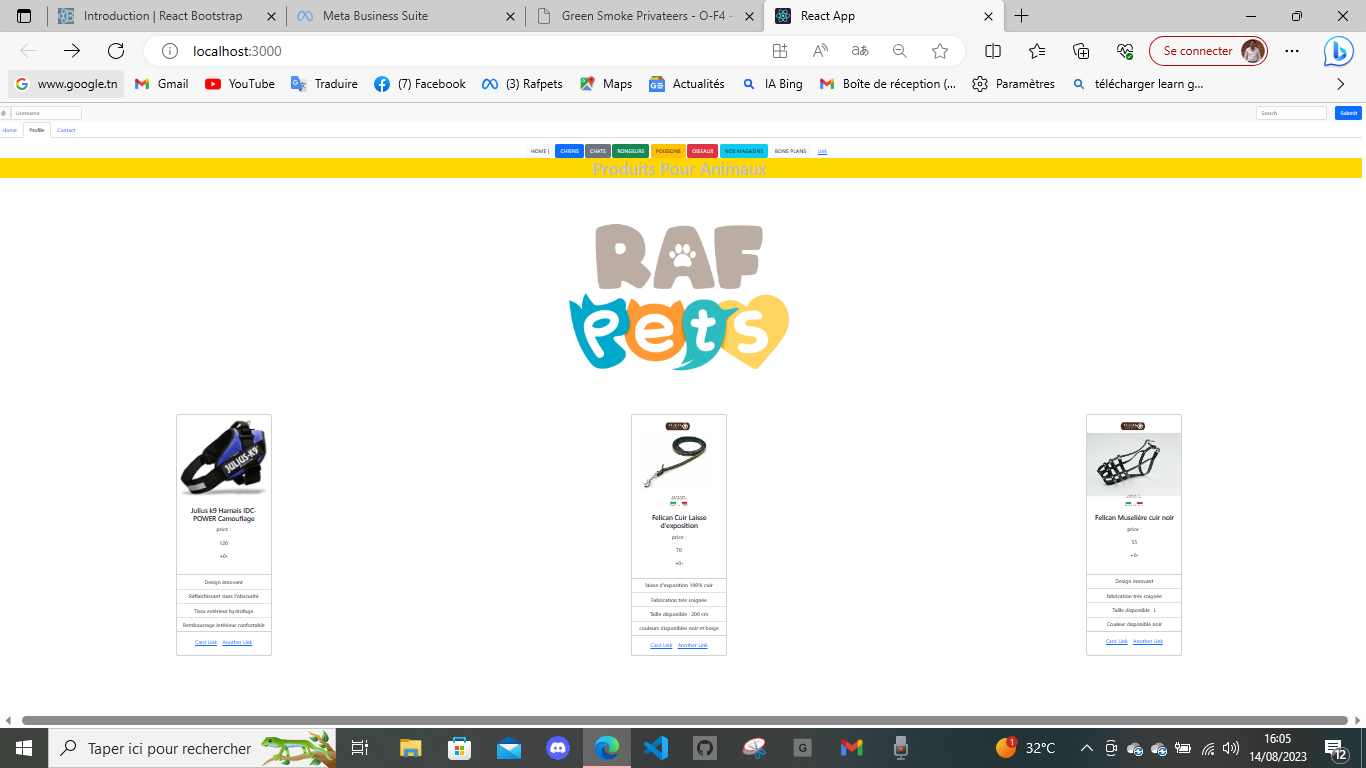 Introduction | React Bootstrap
Meta Business Suite
Green Smoke Privateers - O-F4 -
React App
localhost:3000
Se connecter
www.google.tn
Gmail
YouTube
Traduire
(7) Facebook
(3) Rafpets
Maps
Actualités
IA Bing
Boîte de réception (...
Paramètres
télécharger learn g...
@ Username
Search
Submit
Home
Profile
Contact
HOME |
CHIENS
CHATS
RONGEURS
POISSONS
OISEAUX
NOS MAGASINS
BONS PLANS
Link
Produits Pour Animaux
RAF
Pets
JULIUS-K9
Julius k9 Harnais IDC-
POWER Camouflage
price :
120
+0-
Design innovant
Réflaichissant dans l'obscurité
Tissu extérieur hydrofuge
Rembourrage intérieur confortable
Card Link Another Link
Felican Cuir Laisse
d'exposition
price :
70
+0-
laisse d'exposition 100% cuir
Fabrication trés soignée
Taille disponible : 200 cm
couleurs disponibles noir et beige
Card Link Another Link
Felican Muselière cuir noir
price :
55
+0-
Design innovant
fabrication trés soignée
Taille disponible : L
Couleur disponible noir
Card Link Another Link
Taper ici pour rechercher
G
1
32°C
16:05
14/08/2023
12